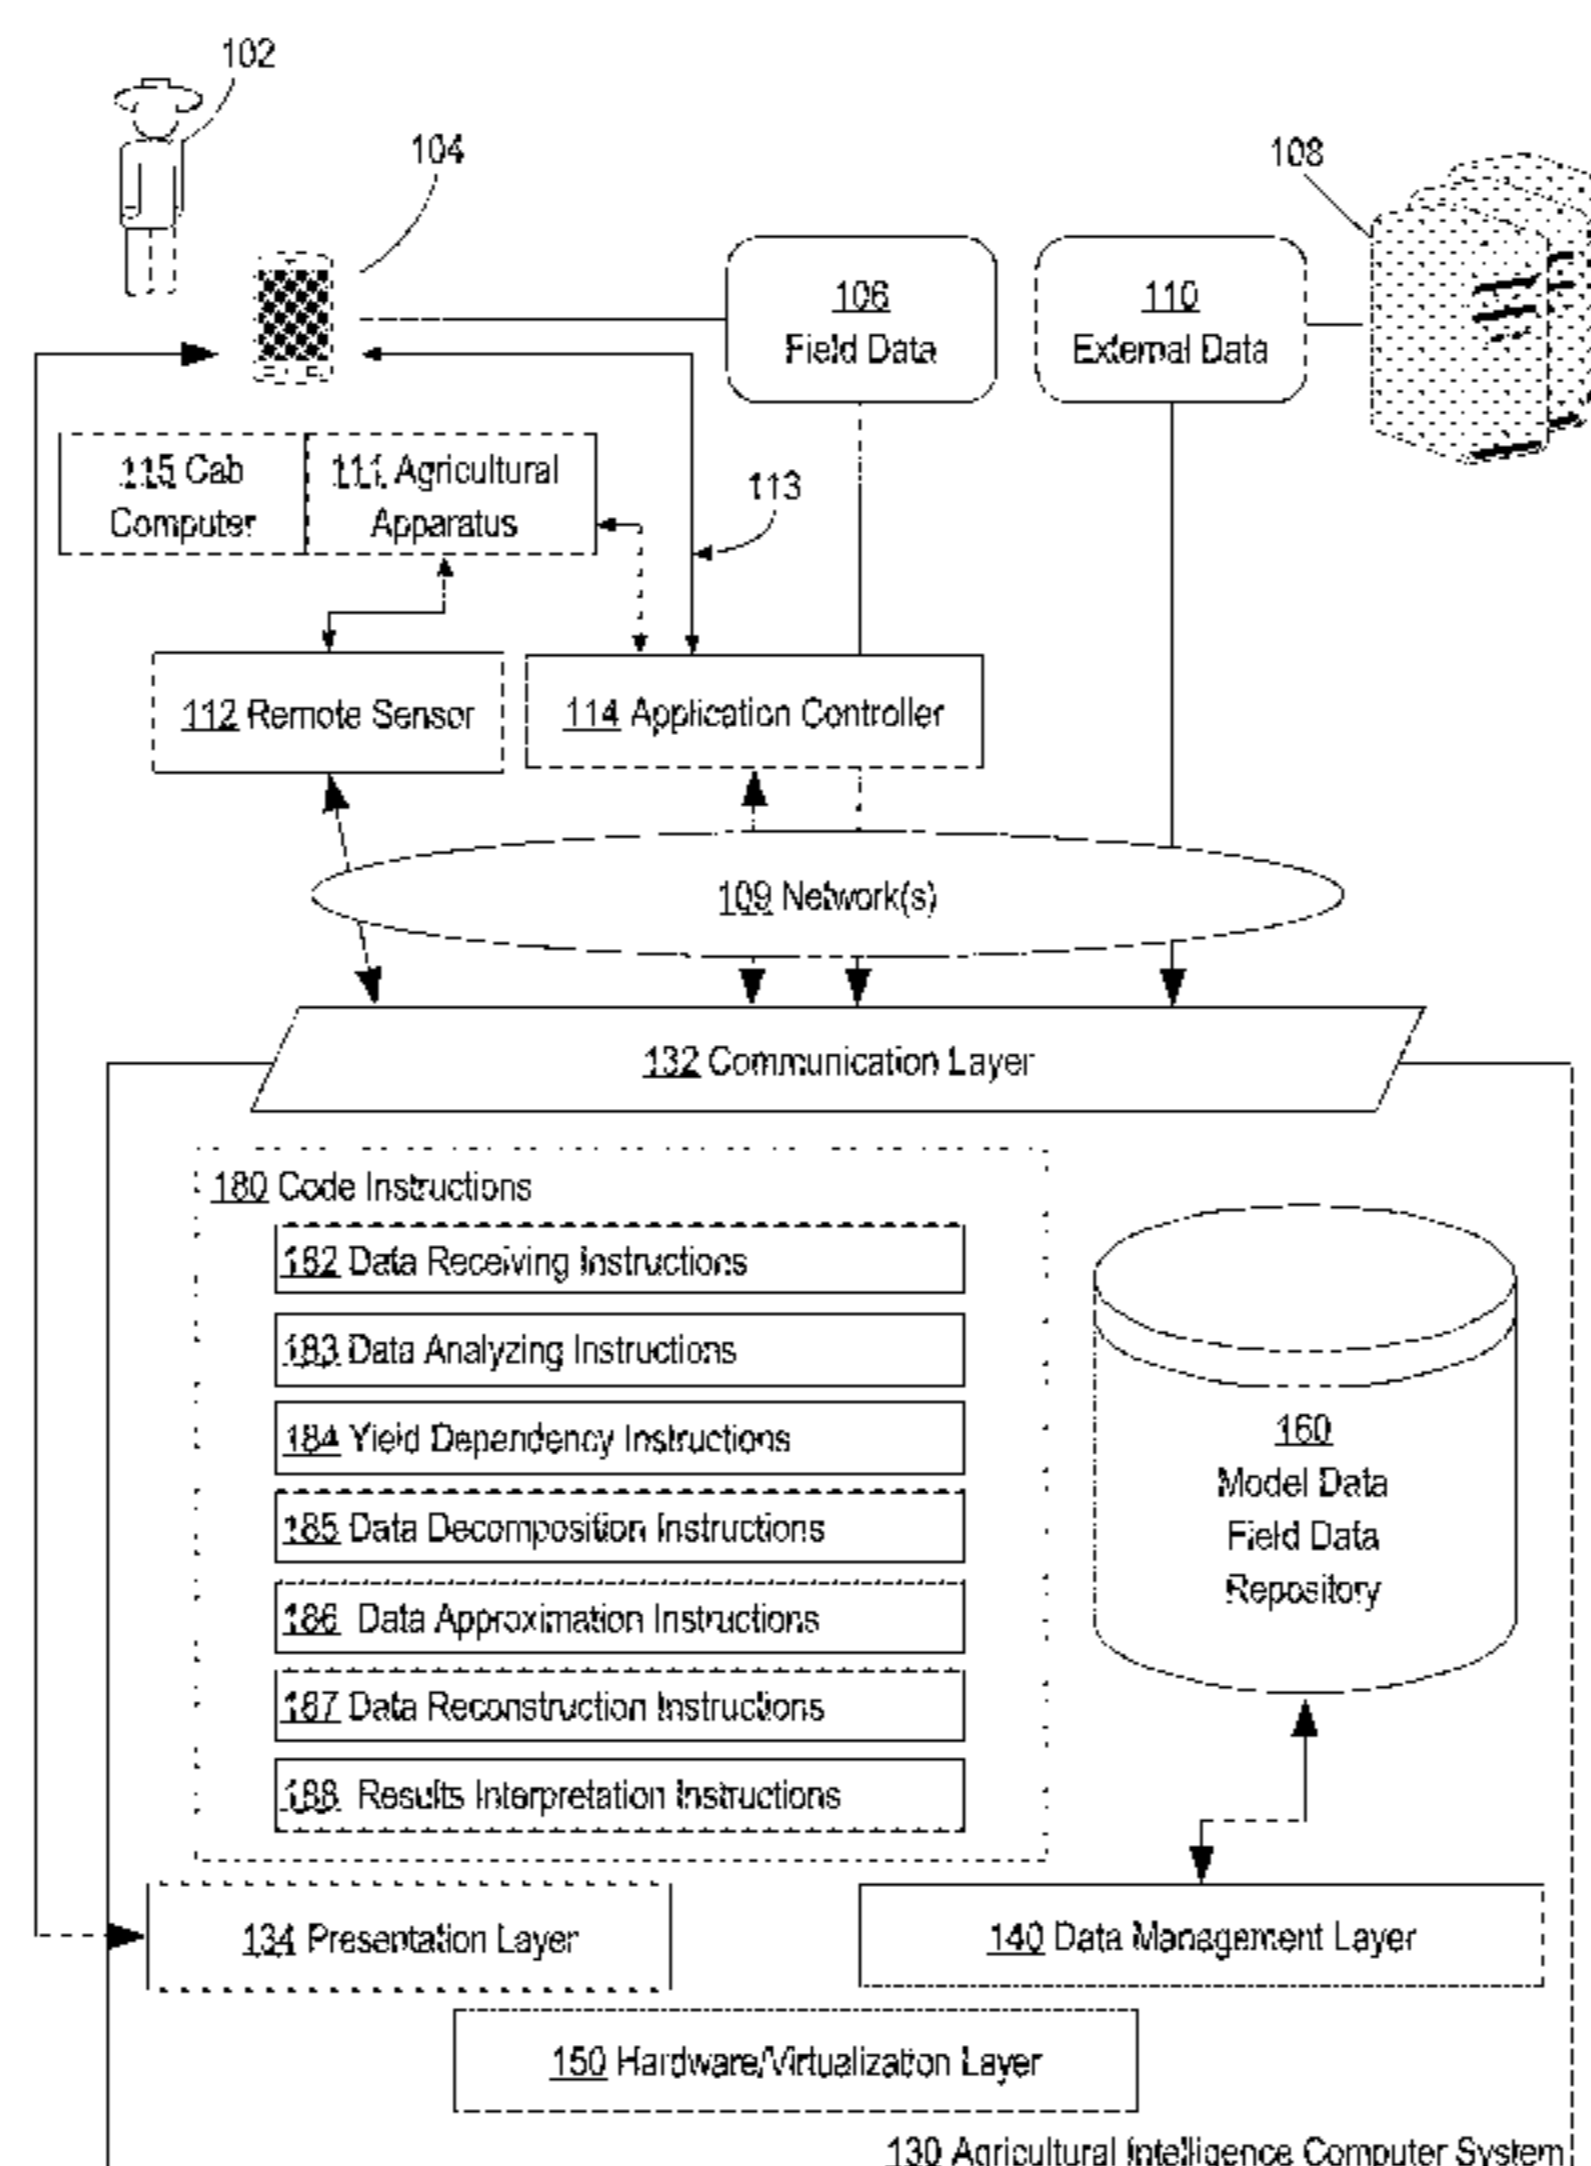 102
104
108
106
Field Data
110
External Data
115 Cab
Computer
111 Agricultural
Apparatus
113
112 Remote Sensor
114 Application Controller
109 Network(s)
132 Communication Layer
180 Code Instructions
182 Data Receiving Instructions
183 Data Analyzing Instructions
184 Yield Dependency Instructions
185 Data Decomposition Instructions
186 Data Approximation Instructions
187 Data Reconstruction Instructions
188 Results Interpretation Instructions
160
Model Data
Field Data
Repository
134 Presentation Layer
140 Data Management Layer
150 Hardware/Virtualization Layer
130 Agricultural Intelligence Computer System